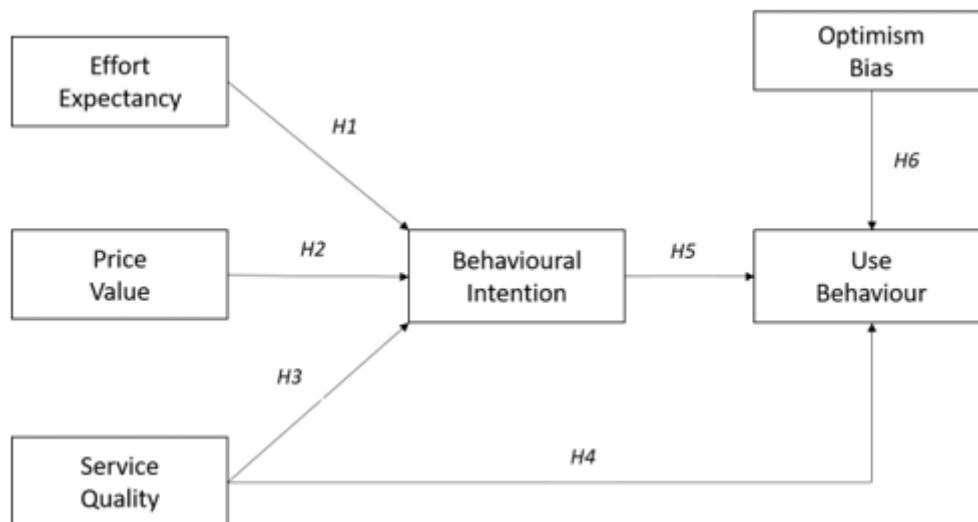 Effort
Expectancy
Optimism
Bias
H1
H6
Price
Value
H2
Behavioural
Intention
H5
Use
Behaviour
H3
Service
Quality
H4